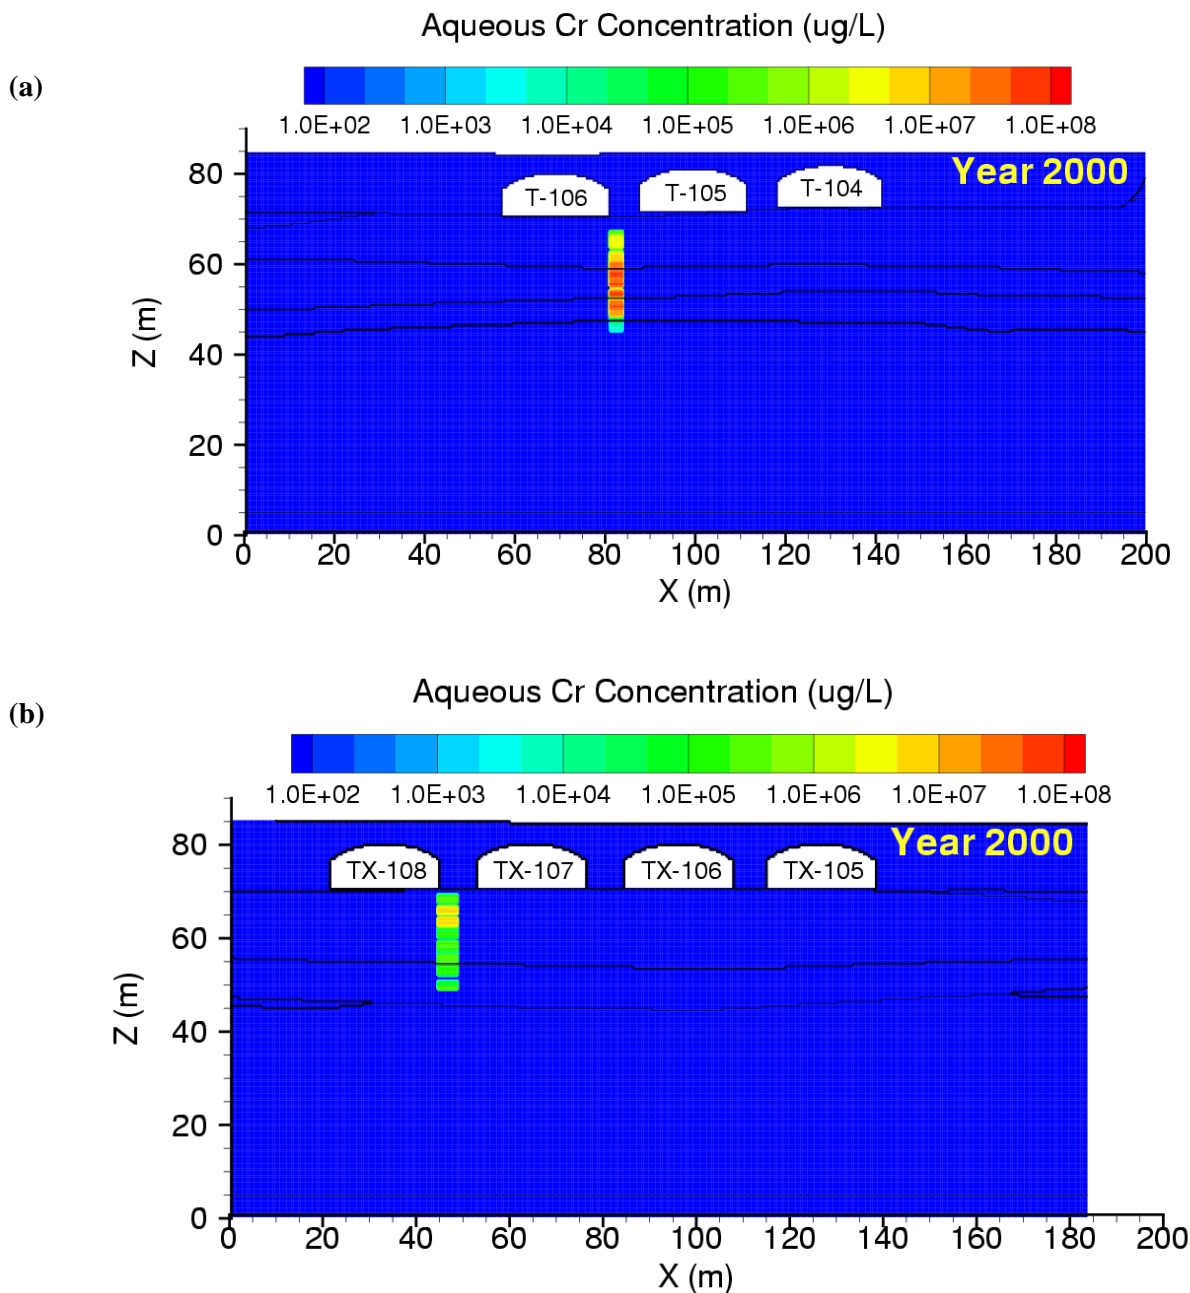 Aqueous Cr Concentration (ug/L)
(a)
1.0E+02 1.0E+03 1.0E+04 1.0E+05 1.0E+06 1.0E+07 1.0E+08
Year 2000
80
T-106 T-105 T-104
60
Z (m)
40
20
0
0 20 40 60 80 100 120 140 160 180 200
X (m)
Aqueous Cr Concentration (ug/L)
(b)
1.0E+02 1.0E+03 1.0E+04 1.0E+05 1.0E+06 1.0E+07 1.0E+08
Year 2000
80
TX-108 TX-107 TX-106 TX-105
60
Z (m)
40
20
0
0 20 40 60 80 100 120 140 160 180 200
X (m)